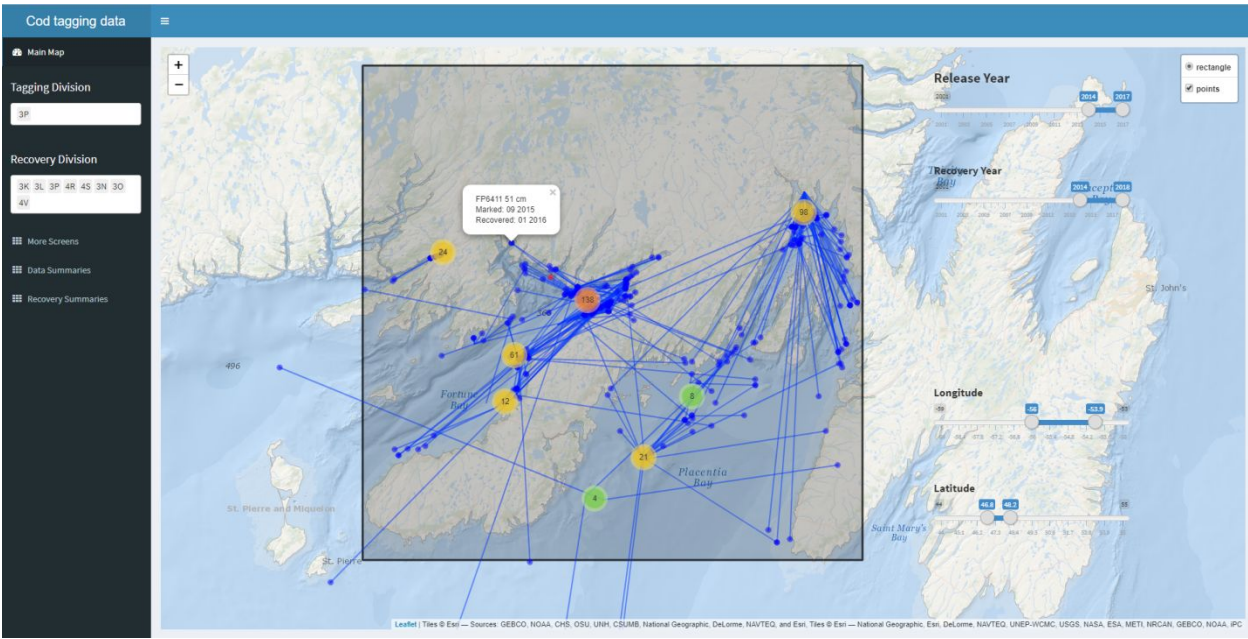 Cod tagging data
Main Map
Tagging Division
3P
Recovery Division
3K 3L 3P 4R 4S 3N 3O
4V
More Screens
Data Summaries
Recovery Summaries
+
−
rectangle
points
Release Year
2014 2017
Recovery Year
2014 2018
Bay
FP6411 51 cm
Marked: 09 2015
Recovered: 01 2016
×
24
98
138
61
12
8
21
4
496
Fortune
Bay
Placentia
Bay
St. John's
St. Pierre and Miquelon
St. Pierre
Saint Mary's
Bay
Longitude
-56 -53.9
Latitude
46.8 48.2
Leaflet | Tiles © Esri — Sources: GEBCO, NOAA, CHS, OSU, UNH, CSUMB, National Geographic, DeLorme, NAVTEQ, and Esri, Tiles © Esri — National Geographic, Esri, DeLorme, NAVTEQ, UNEP-WCMC, USGS, NASA, ESA, METI, NRCAN, GEBCO, NOAA, iPC